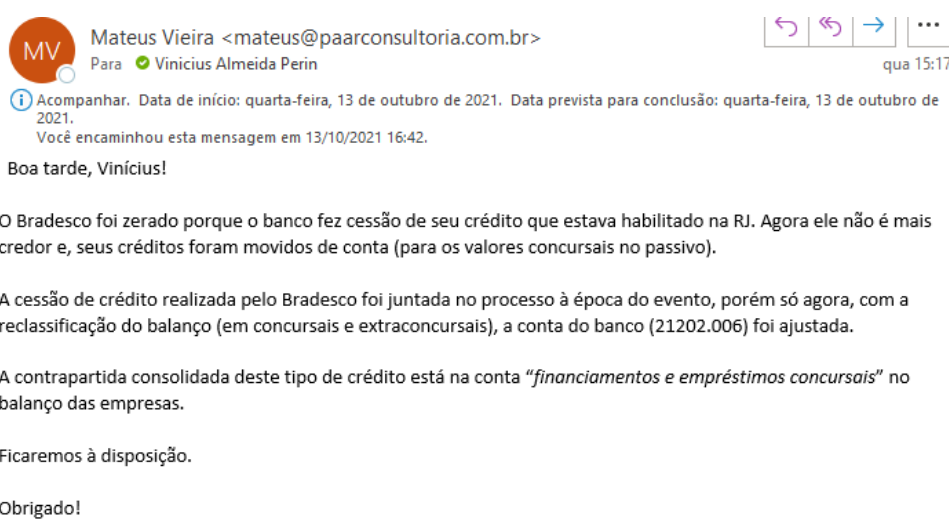 MV
Mateus Vieira <mateus@paarconsultoria.com.br>
Para Vinicius Almeida Perin
qua 15:17
Acompanhar. Data de início: quarta-feira, 13 de outubro de 2021. Data prevista para conclusão: quarta-feira, 13 de outubro de
2021.
Você encaminhou esta mensagem em 13/10/2021 16:42.
Boa tarde, Vinícius!
O Bradesco foi zerado porque o banco fez cessão de seu crédito que estava habilitado na RJ. Agora ele não é mais
credor e, seus créditos foram movidos de conta (para os valores concursais no passivo).
A cessão de crédito realizada pelo Bradesco foi juntada no processo à época do evento, porém só agora, com a
reclassificação do balanço (em concursais e extraconcursais), a conta do banco (21202.006) foi ajustada.
A contrapartida consolidada deste tipo de crédito está na conta “financiamentos e empréstimos concursais” no
balanço das empresas.
Ficaremos à disposição.
Obrigado!